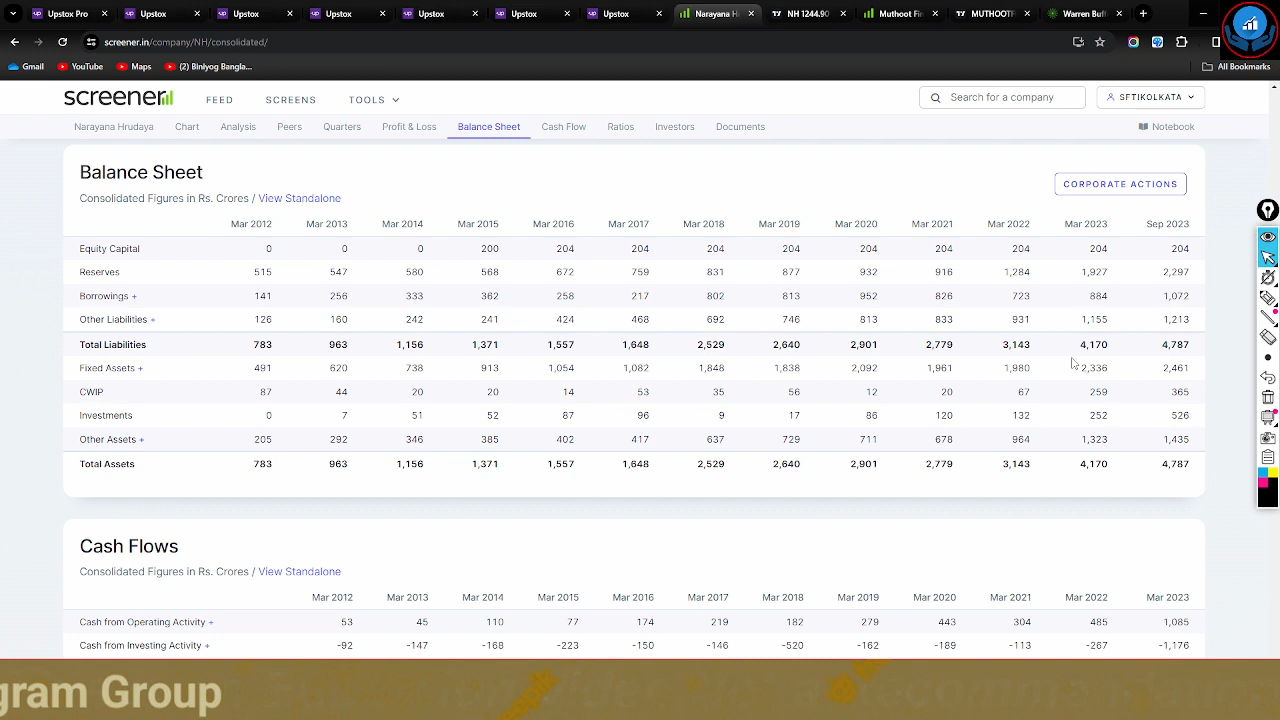 Upstox Pro
Upstox
Upstox
Upstox
Upstox
Upstox
Upstox
Narayana H
NH 1244.90
Muthoot Fin
MUTHOOTF
Warren Buf
screener.in/company/NH/consolidated/
Gmail YouTube Maps (2) Biniyog Bangla... All Bookmarks
screener FEED SCREENS TOOLS Search for a company SFTIKOLKATA
Narayana Hrudaya Chart Analysis Peers Quarters Profit & Loss Balance Sheet Cash Flow Ratios Investors Documents Notebook
Balance Sheet
CORPORATE ACTIONS
Consolidated Figures in Rs. Crores / View Standalone
Mar 2012 Mar 2013 Mar 2014 Mar 2015 Mar 2016 Mar 2017 Mar 2018 Mar 2019 Mar 2020 Mar 2021 Mar 2022 Mar 2023 Sep 2023
Equity Capital 0 0 0 200 204 204 204 204 204 204 204 204 204
Reserves 515 547 580 568 672 759 831 877 932 916 1,284 1,927 2,297
Borrowings + 141 256 333 362 258 217 802 813 952 826 723 884 1,072
Other Liabilities + 126 160 242 241 424 468 692 746 813 833 931 1,155 1,213
Total Liabilities 783 963 1,156 1,371 1,557 1,648 2,529 2,640 2,901 2,779 3,143 4,170 4,787
Fixed Assets + 491 620 738 913 1,054 1,082 1,848 1,838 2,092 1,961 1,980 2,336 2,461
CWIP 87 44 20 20 14 53 35 56 12 20 67 259 365
Investments 0 7 51 52 87 96 9 17 86 120 132 252 526
Other Assets + 205 292 346 385 402 417 637 729 711 678 964 1,323 1,435
Total Assets 783 963 1,156 1,371 1,557 1,648 2,529 2,640 2,901 2,779 3,143 4,170 4,787
Cash Flows
Consolidated Figures in Rs. Crores / View Standalone
Mar 2012 Mar 2013 Mar 2014 Mar 2015 Mar 2016 Mar 2017 Mar 2018 Mar 2019 Mar 2020 Mar 2021 Mar 2022 Mar 2023
Cash from Operating Activity + 53 45 110 77 174 219 182 279 443 304 485 1,085
Cash from Investing Activity + -92 -147 -168 -223 -150 -146 -520 -162 -189 -113 -267 -1,176
gram Group